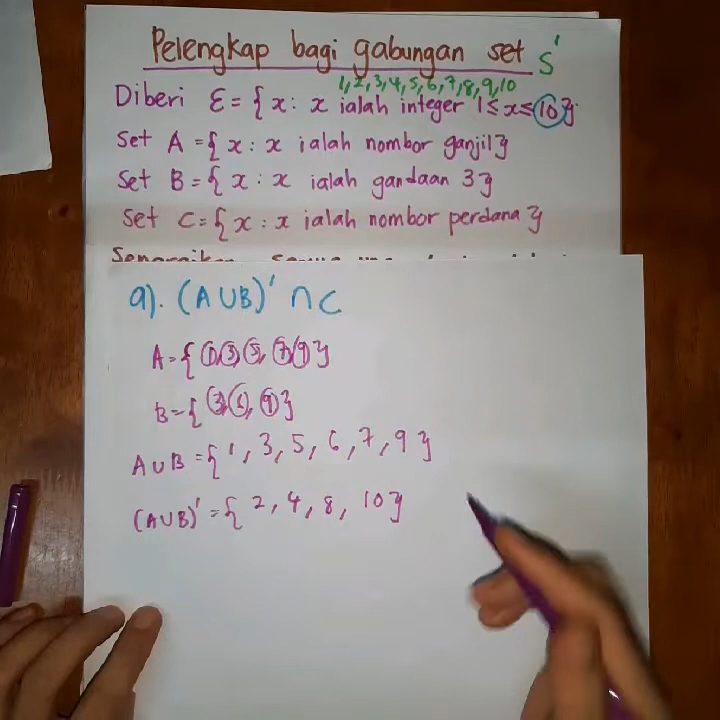 Pelengkap bagi gabungan set S'
1, 2, 3, 4, 5, 6, 7, 8, 9, 10
Diberi Ɛ = { x : x ialah integer 1 ≤ x ≤ 10 }
Set A = { x : x ialah nombor ganjil }
Set B = { x : x ialah gandaan 3 }
Set C = { x : x ialah nombor perdana }
a). (A∪B)' ∩ C
A = { 1, 3, 5, 7, 9 }
B = { 3, 6, 9 }
A∪B = { 1, 3, 5, 6, 7, 9 }
(A∪B)' = { 2, 4, 8, 10 }